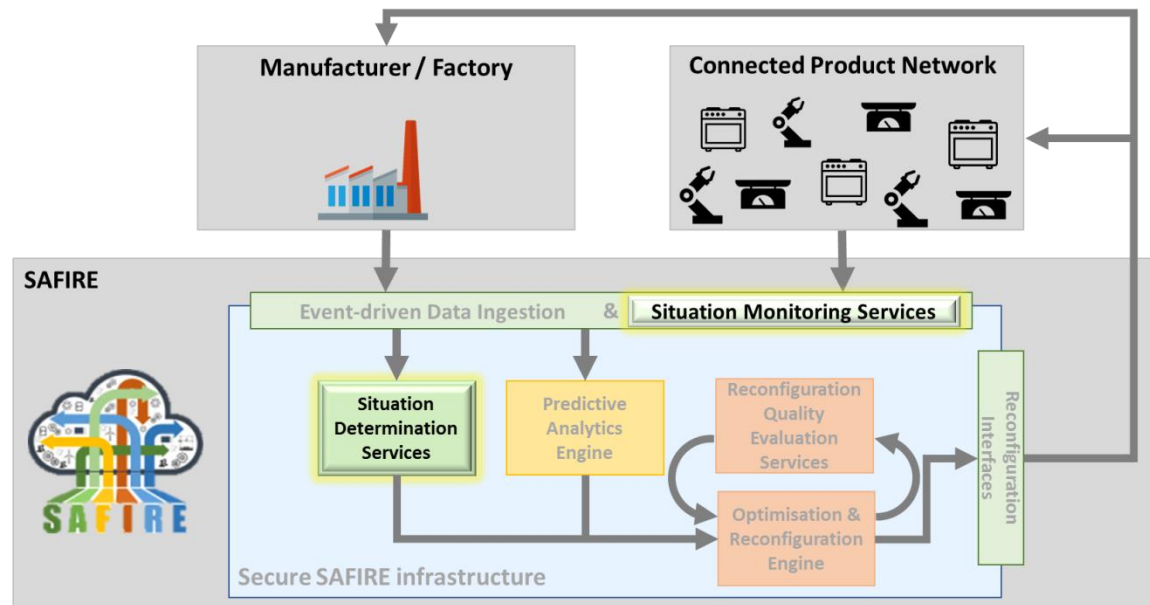 Manufacturer / Factory
Connected Product Network
SAFIRE
Event-driven Data Ingestion & Situation Monitoring Services
Situation
Determination
Services
Predictive
Analytics
Engine
Reconfiguration
Quality
Evaluation
Services
Reconfiguration
Interfaces
SAFIRE
Optimisation &
Reconfiguration
Engine
Secure SAFIRE infrastructure